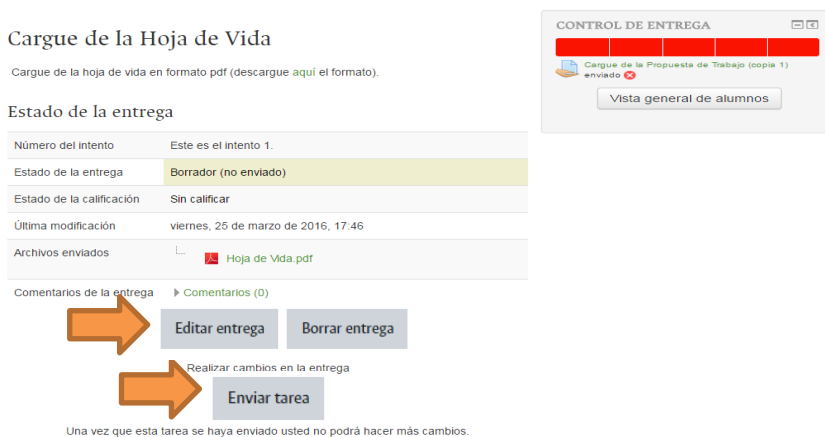 Cargue de la Hoja de Vida
Cargue de la hoja de vida en formato pdf (descargue aquí el formato).
Estado de la entrega
Número del intento Este es el intento 1.
Estado de la entrega Borrador (no enviado)
Estado de la calificación Sin calificar
Última modificación viernes, 25 de marzo de 2016, 17:46
Archivos enviados Hoja de Vida.pdf
Comentarios de la entrega Comentarios (0)
Editar entrega Borrar entrega
Realizar cambios en la entrega
Enviar tarea
Una vez que esta tarea se haya enviado usted no podrá hacer más cambios.
CONTROL DE ENTREGA
Cargue de la Propuesta de Trabajo (copia 1)
enviado
Vista general de alumnos